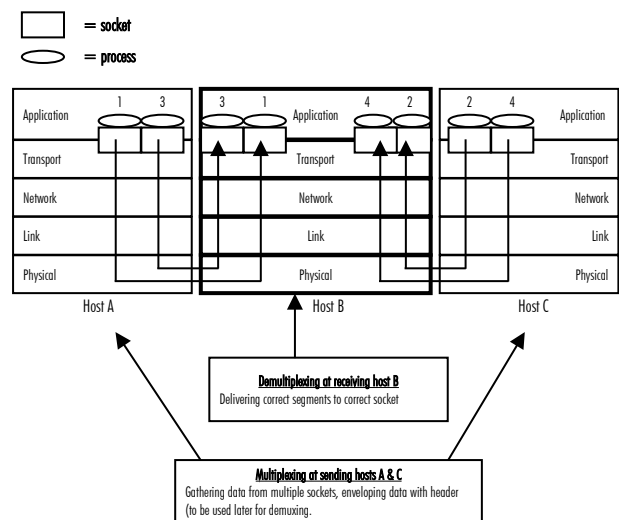 = socket
= process
1 3 3 1 4 2 2 4
Application Application Application
Transport Transport Transport
Network Network Network
Link Link Link
Physical Physical Physical
Host A Host B Host C
Demultiplexing at receiving host B
Delivering correct segments to correct socket
Multiplexing at sending hosts A & C
Gathering data from multiple sockets, enveloping data with header
(to be used later for demuxing.